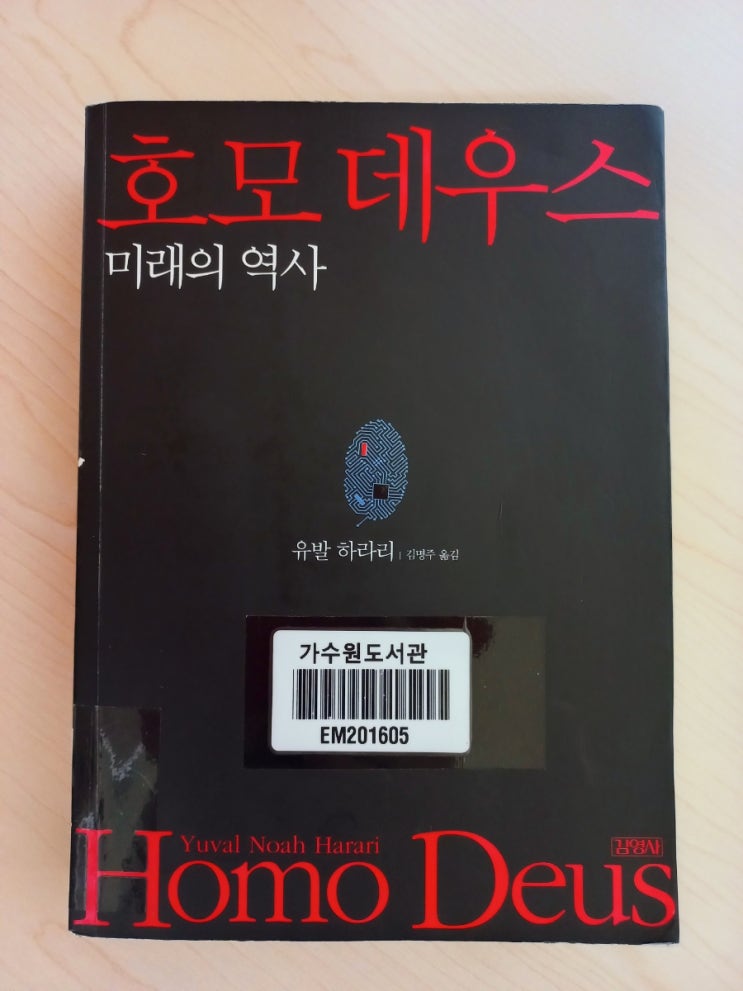 호모 데우스
미래의 역사
유발 하라리 | 김명주 옮김
가수원도서관
EM201605
Yuval Noah Harari
김영사
Homo Deus